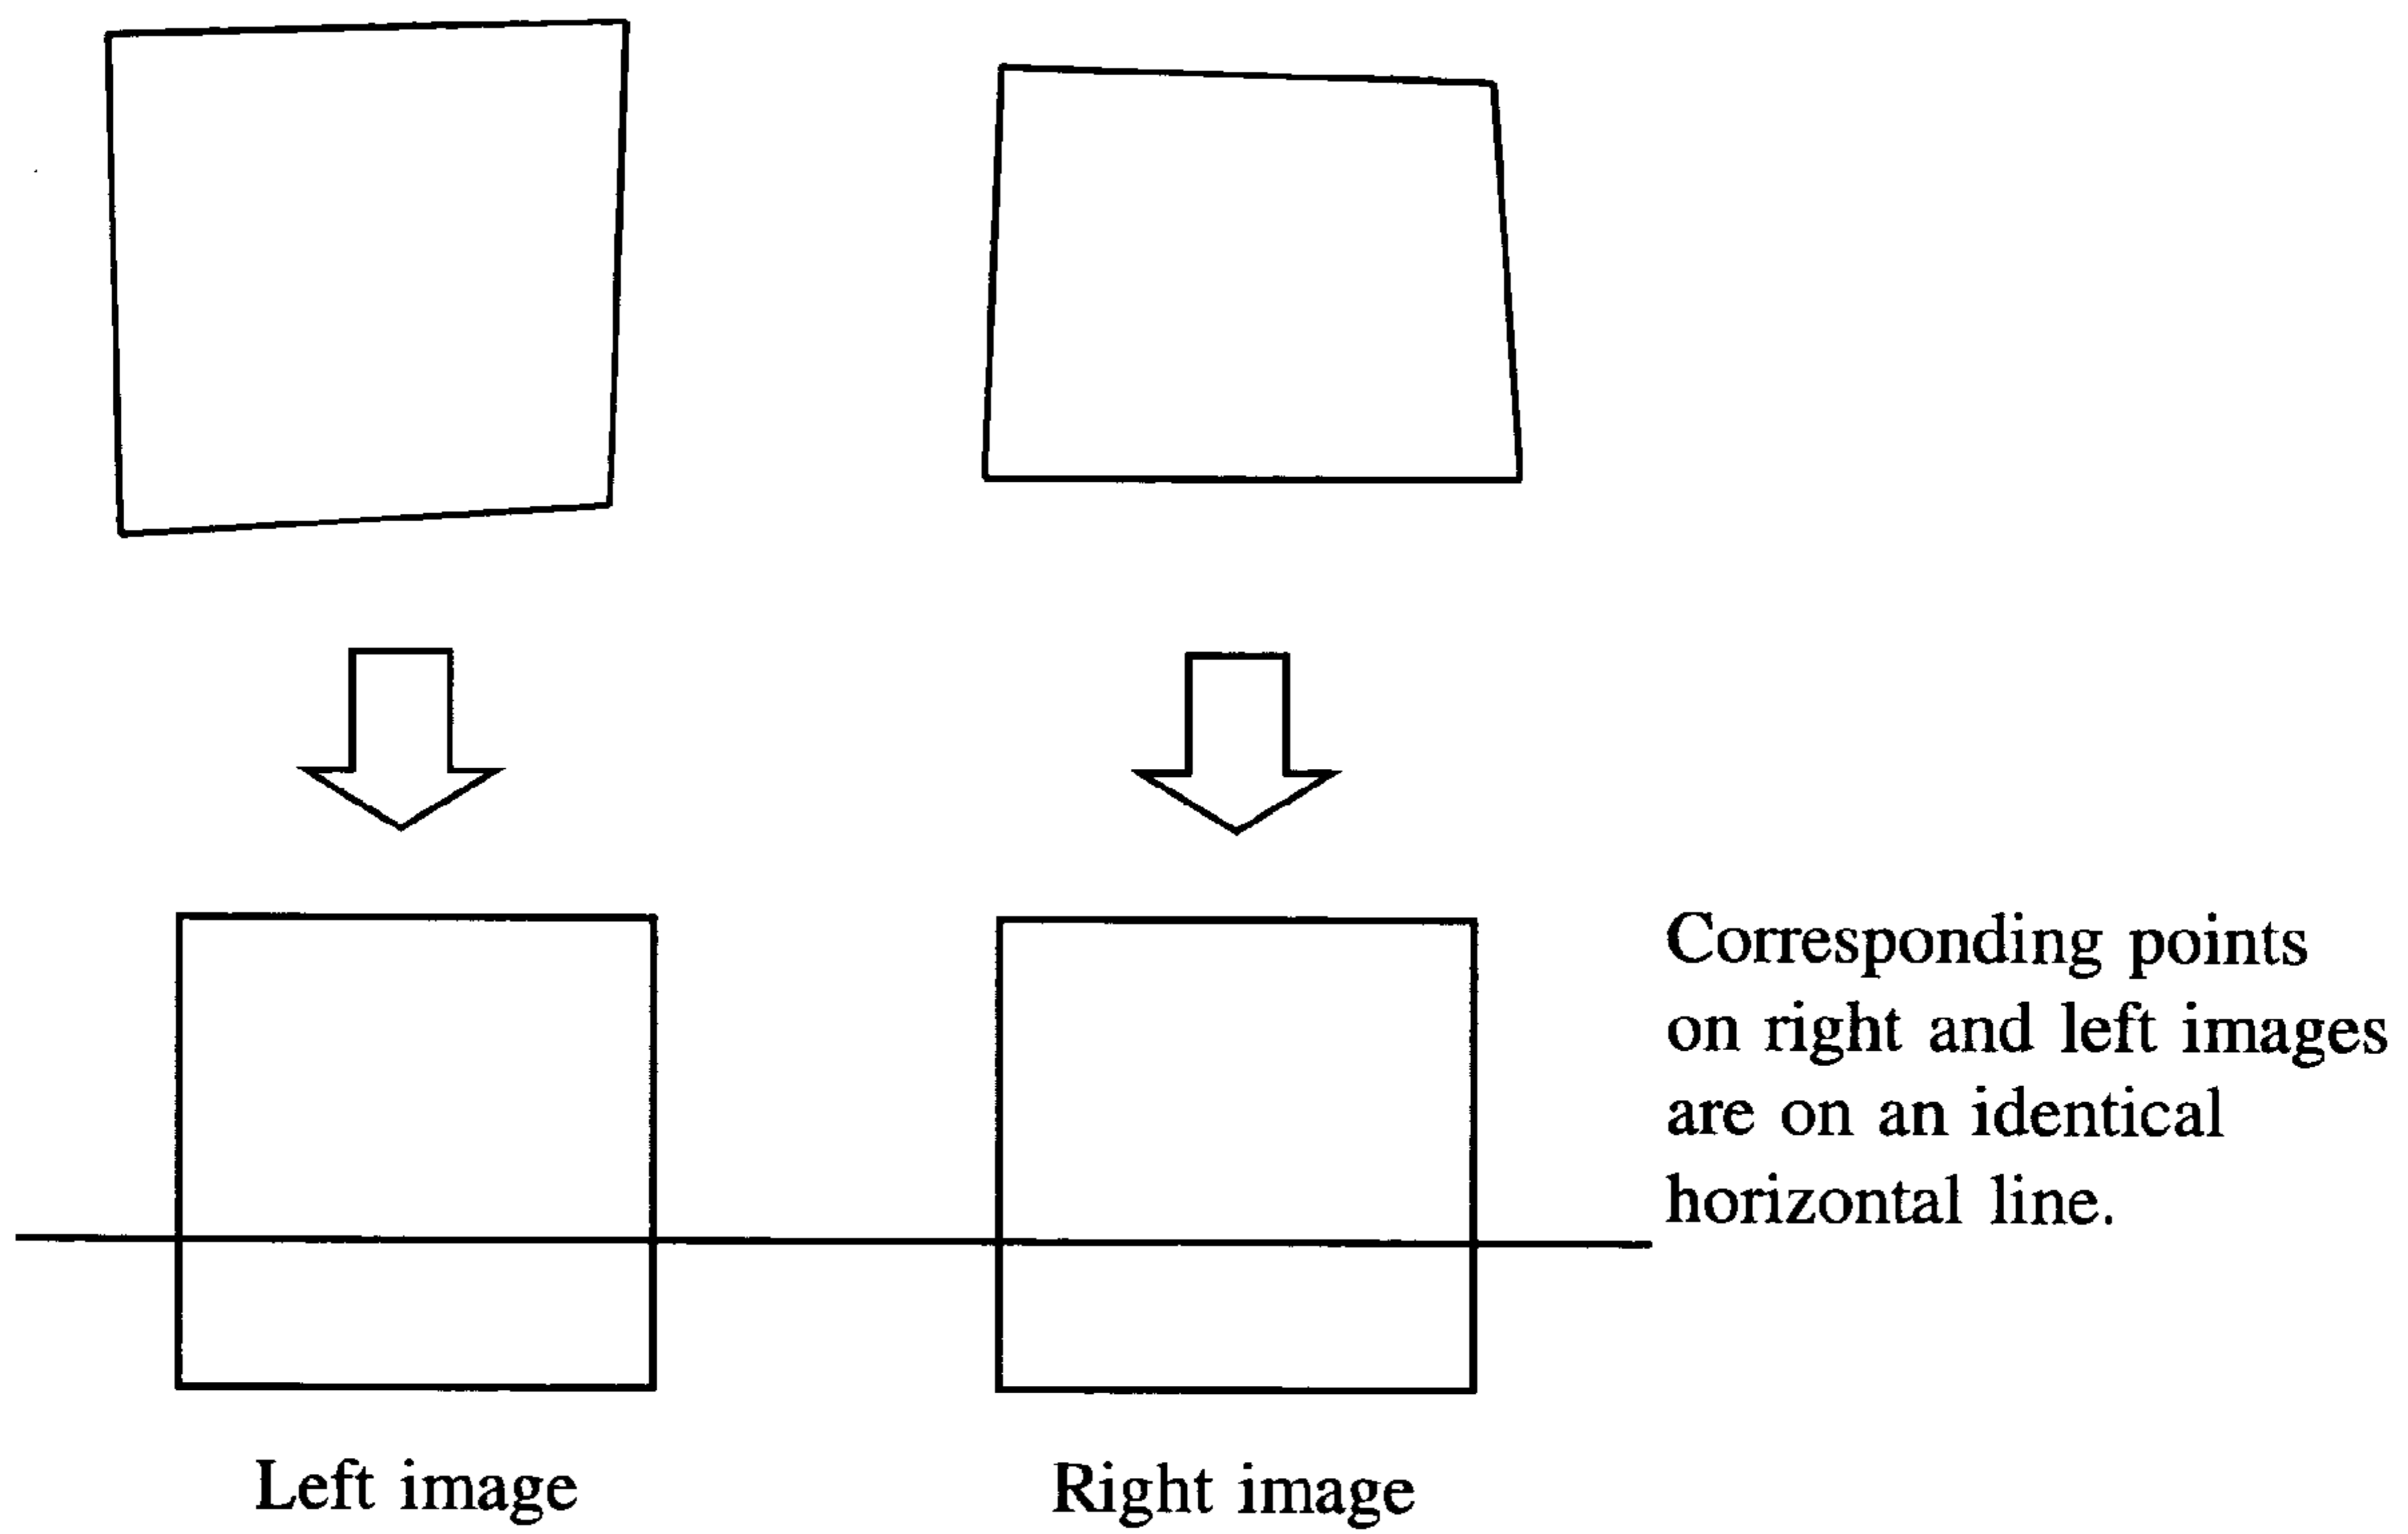 Corresponding points
on right and left images
are on an identical
horizontal line.
Left image
Right image